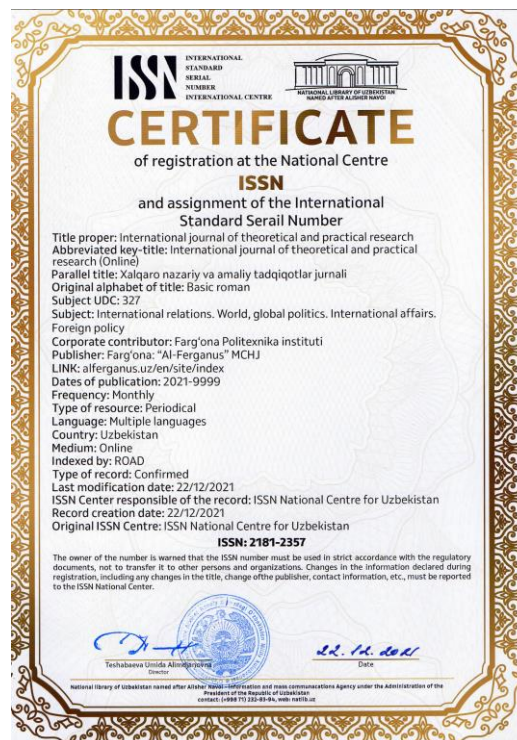 ISSN
INTERNATIONAL
STANDARD
SERIAL
NUMBER
INTERNATIONAL CENTRE
NATIONAL LIBRARY OF UZBEKISTAN
NAMED AFTER ALISHER NAVOI
CERTIFICATE
of registration at the National Centre
ISSN
and assignment of the International
Standard Serail Number
Title proper: International journal of theoretical and practical research
Abbreviated key-title: International journal of theoretical and practical
research (Online)
Parallel title: Xalqaro nazariy va amaliy tadqiqotlar jurnali
Original alphabet of title: Basic roman
Subject UDC: 327
Subject: International relations. World, global politics. International affairs.
Foreign policy
Corporate contributor: Farg'ona Politexnika instituti
Publisher: Farg'ona: "Al-Ferganus" MCHJ
LINK: alferganus.uz/en/site/index
Dates of publication: 2021-9999
Frequency: Monthly
Type of resource: Periodical
Language: Multiple languages
Country: Uzbekistan
Medium: Online
Indexed by: ROAD
Type of record: Confirmed
Last modification date: 22/12/2021
ISSN Center responsible of the record: ISSN National Centre for Uzbekistan
Record creation date: 22/12/2021
Original ISSN Centre: ISSN National Centre for Uzbekistan
ISSN: 2181-2357
The owner of the number is warned that the ISSN number must be used in strict accordance with the regulatory
documents, not to transfer it to other persons and organizations. Changes in the information declared during
registration, including any changes in the title, change ofthe publisher, contact information, etc., must be reported
to the ISSN National Center.
22.12.2021
Teshabaeva Umida Alimdjarjovna
Director
Date
National library of Uzbekistan named after Alisher Navoi - Information and mass communacations Agency under the Administration of the
President of the Republic of Uzbekistan
contact: (+998 71) 232-83-94, web: natlib.uz